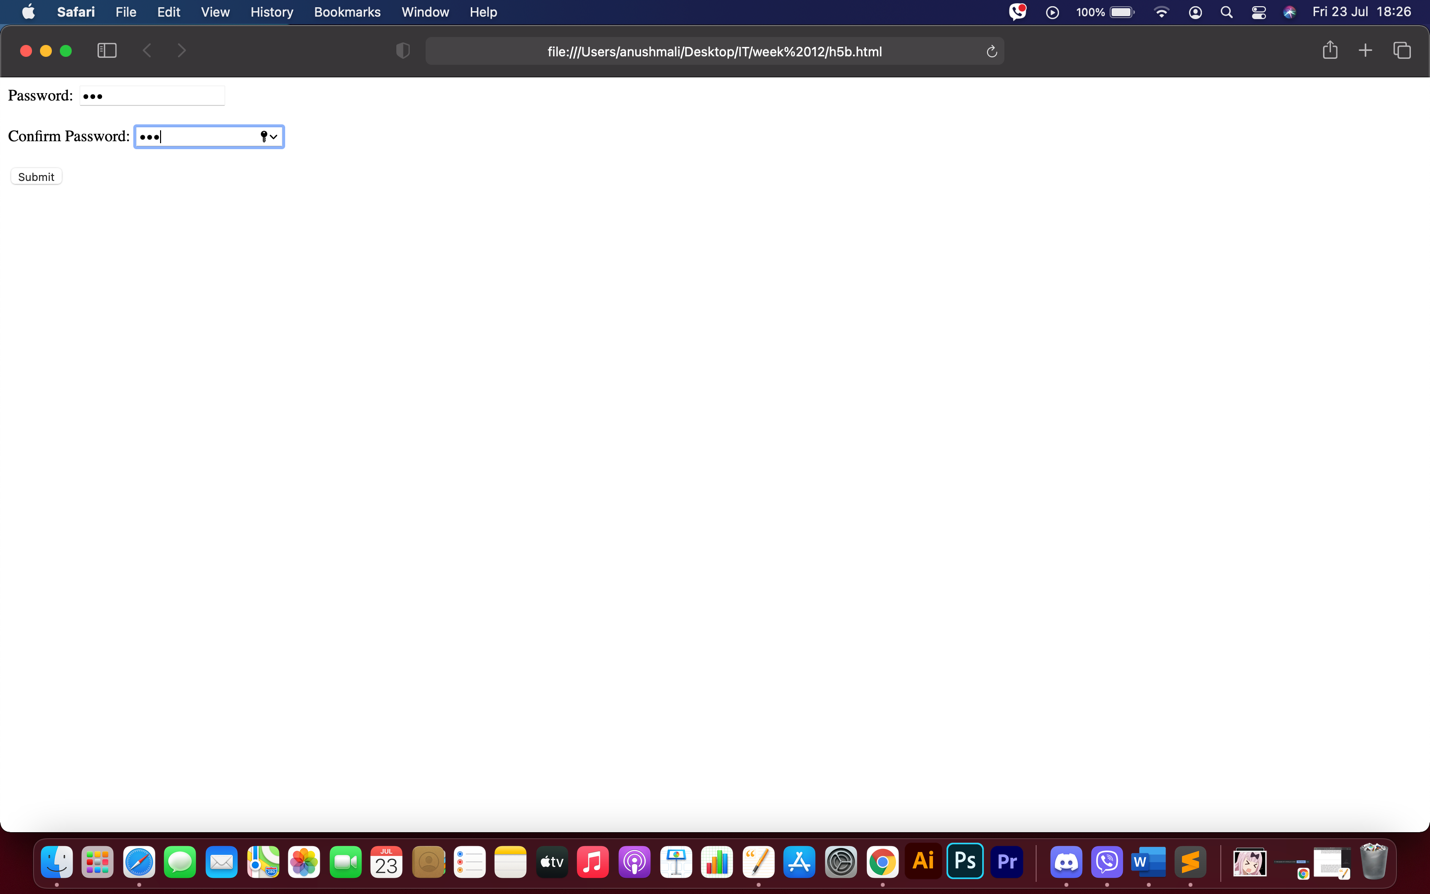 Safari File Edit View History Bookmarks Window Help 100% Fri 23 Jul 18:26
file:///Users/anushmali/Desktop/IT/week%2012/h5b.html
Password: •••
Confirm Password: •••
Submit
JUL
23
tv
Ai
Ps
Pr
W